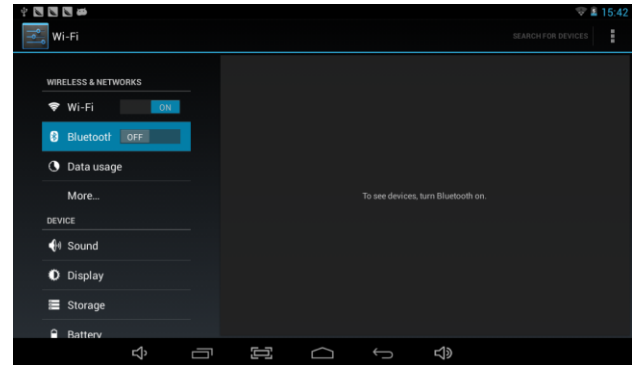 15:42
Wi-Fi
SEARCH FOR DEVICES
WIRELESS & NETWORKS
Wi-Fi ON
Bluetooth OFF
Data usage
More...
To see devices, turn Bluetooth on.
DEVICE
Sound
Display
Storage
Battery